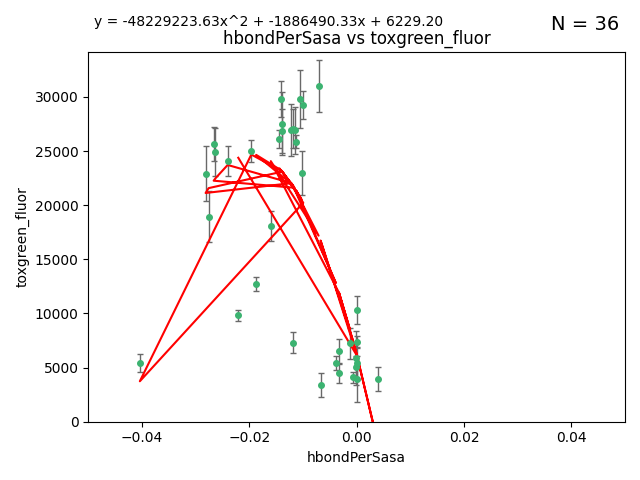 y = -48229223.63x^2 + -1886490.33x + 6229.20
N = 36
hbondPerSasa vs toxgreen_fluor
30000
25000
20000
15000
10000
5000
0
toxgreen_fluor
−0.04
−0.02
0.00
0.02
0.04
hbondPerSasa